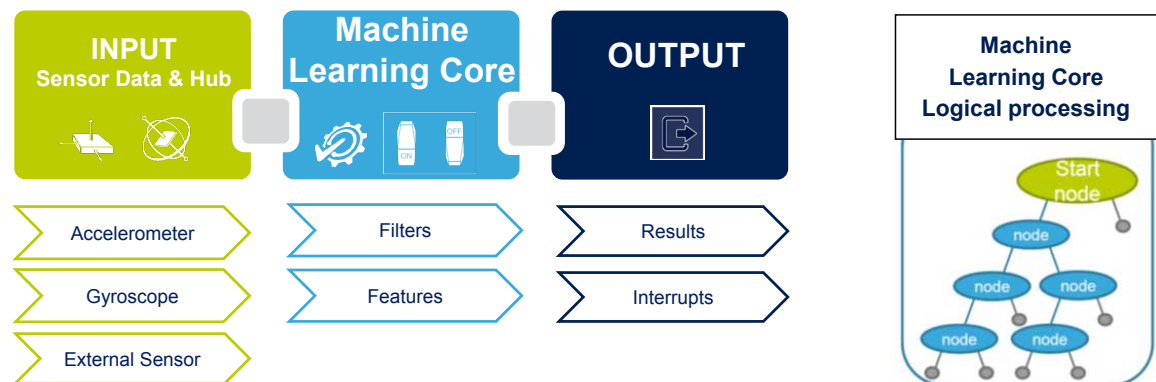 INPUT
Sensor Data & Hub
Machine
Learning Core
ON
OFF
OUTPUT
Accelerometer
Gyroscope
External Sensor
Filters
Features
Results
Interrupts
Machine
Learning Core
Logical processing
Start
node
node
node
node
node
node